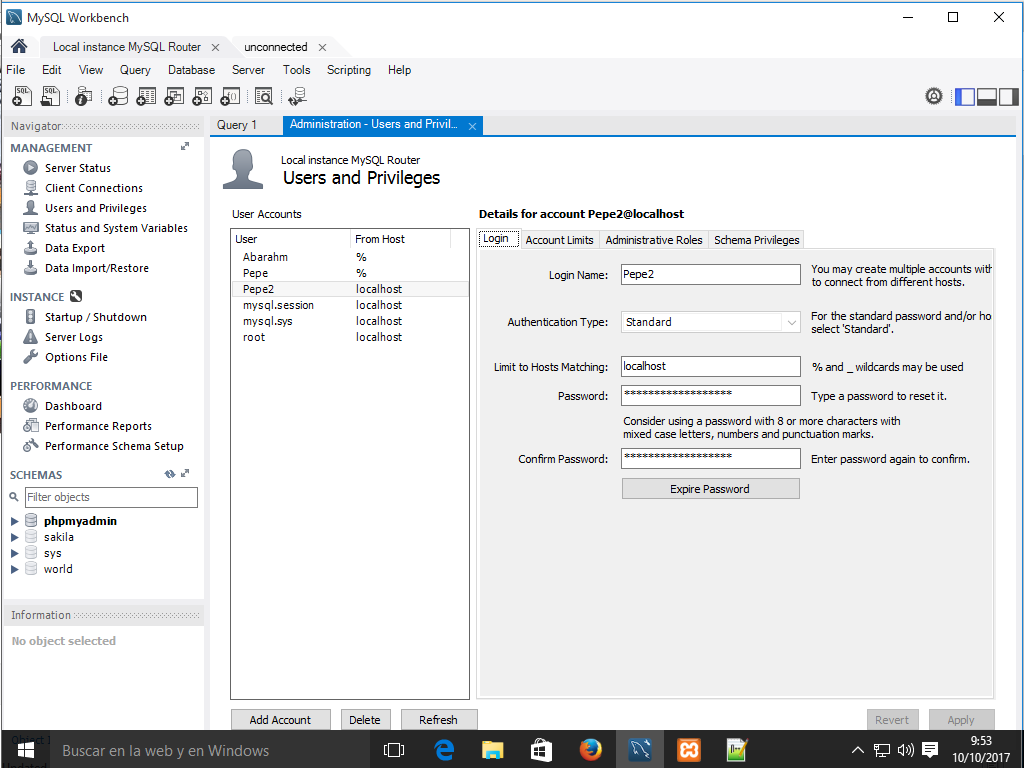 MySQL Workbench
Local instance MySQL Router
unconnected
File Edit View Query Database Server Tools Scripting Help
Navigator
MANAGEMENT
Server Status
Client Connections
Users and Privileges
Status and System Variables
Data Export
Data Import/Restore
INSTANCE
Startup / Shutdown
Server Logs
Options File
PERFORMANCE
Dashboard
Performance Reports
Performance Schema Setup
SCHEMAS
Filter objects
phpmyadmin
sakila
sys
world
Information
No object selected
Query 1
Administration - Users and Privil...
Local instance MySQL Router
Users and Privileges
User Accounts
User From Host
Abarahm %
Pepe %
Pepe2 localhost
mysql.session localhost
mysql.sys localhost
root localhost
Add Account
Delete
Refresh
Details for account Pepe2@localhost
Login
Account Limits
Administrative Roles
Schema Privileges
Login Name: Pepe2
You may create multiple accounts with
to connect from different hosts.
Authentication Type: Standard
For the standard password and/or ho
select 'Standard'.
Limit to Hosts Matching: localhost
% and _ wildcards may be used
Password: ******************
Type a password to reset it.
Consider using a password with 8 or more characters with
mixed case letters, numbers and punctuation marks.
Confirm Password: ******************
Enter password again to confirm.
Expire Password
Revert
Apply
Buscar en la web y en Windows
9:53
10/10/2017